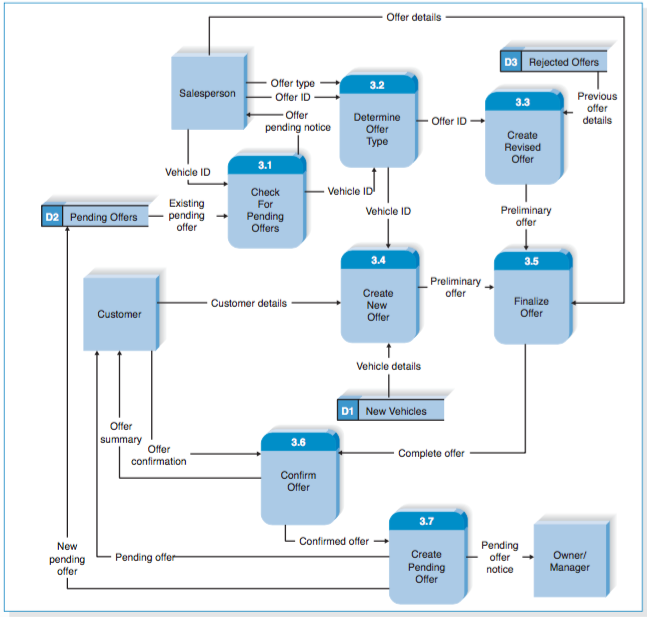 Offer details
Salesperson
Offer type
Offer ID
Offer
pending notice
3.2
Determine
Offer
Type
Offer ID
D3 Rejected Offers
Previous
offer
details
3.3
Create
Revised
Offer
Vehicle ID
3.1
Check
For
Pending
Offers
Vehicle ID
Vehicle ID
D2 Pending Offers
Existing
pending
offer
Preliminary
offer
3.4
Create
New
Offer
Preliminary
offer
3.5
Finalize
Offer
Customer
Customer details
Vehicle details
D1 New Vehicles
Offer
summary
Offer
confirmation
3.6
Confirm
Offer
Complete offer
Confirmed offer
3.7
Create
Pending
Offer
Pending
offer
notice
Owner/
Manager
New
pending
offer
Pending offer